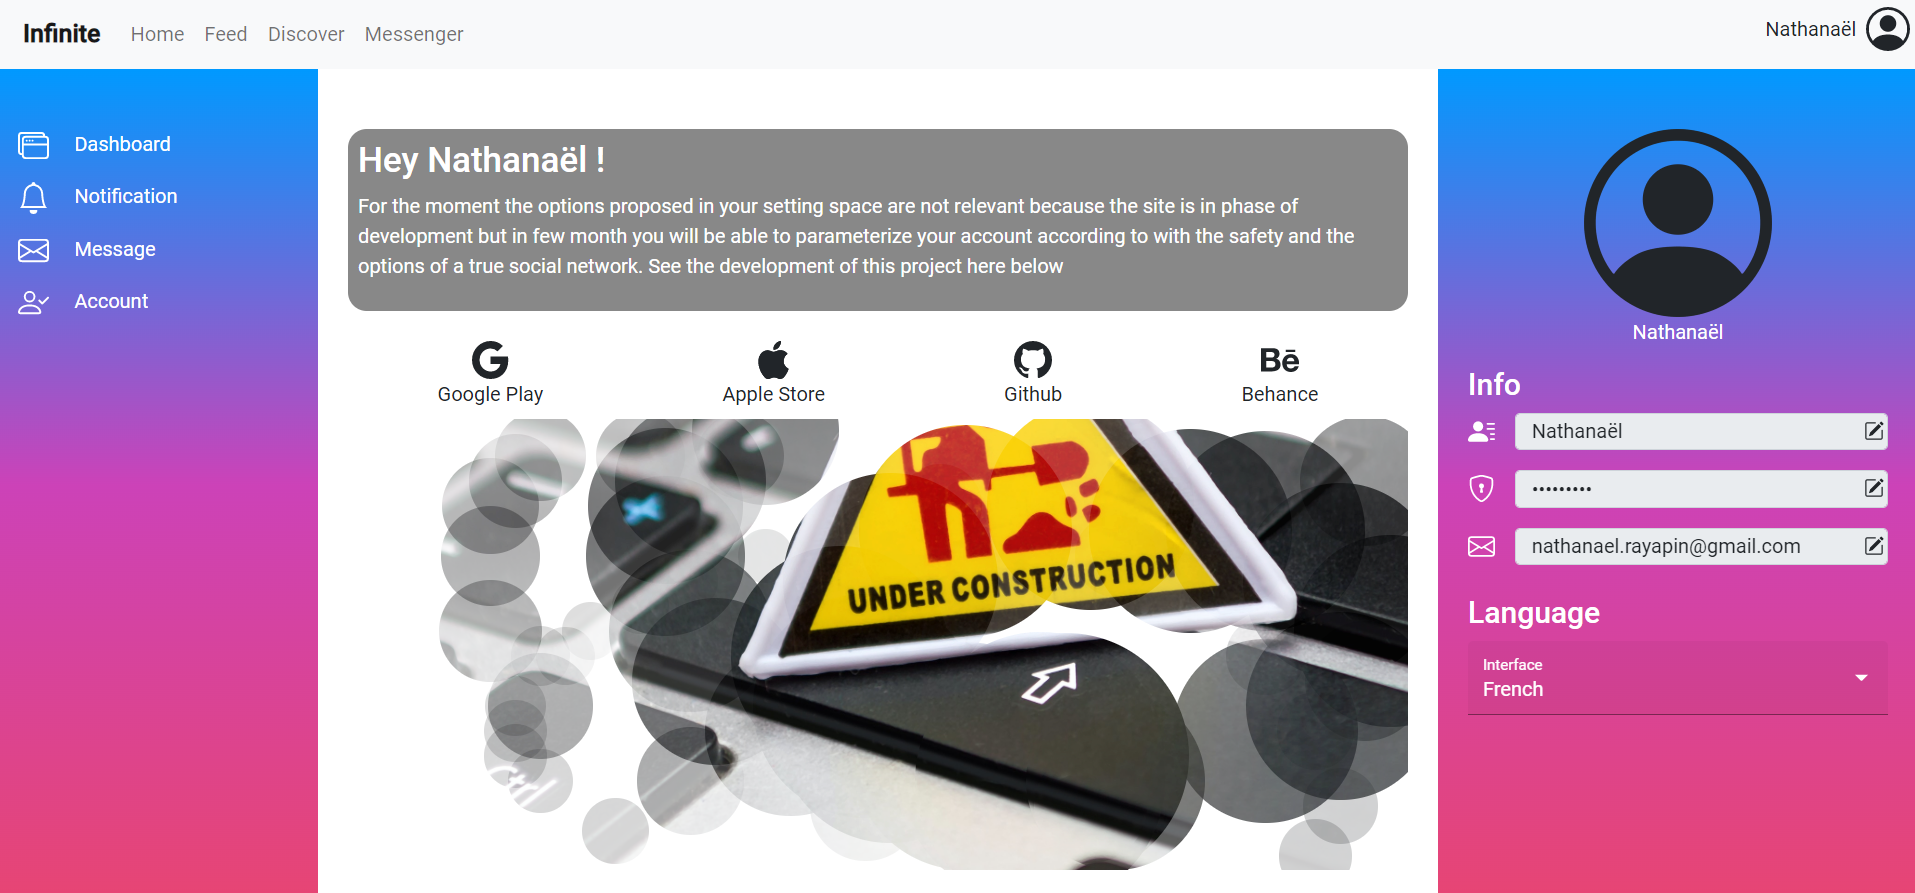 Infinite
Home
Feed
Discover
Messenger
Nathanaël
Dashboard
Notification
Message
Account
Hey Nathanaël !
For the moment the options proposed in your setting space are not relevant because the site is in phase of
development but in few month you will be able to parameterize your account according to with the safety and the
options of a true social network. See the development of this project here below
Google Play
Apple Store
Bē
Github
Behance
UNDER CONSTRUCTION
Ctrl
Nathanaël
Info
Nathanaël
•••••••••
nathanael.rayapin@gmail.com
Language
Interface
French